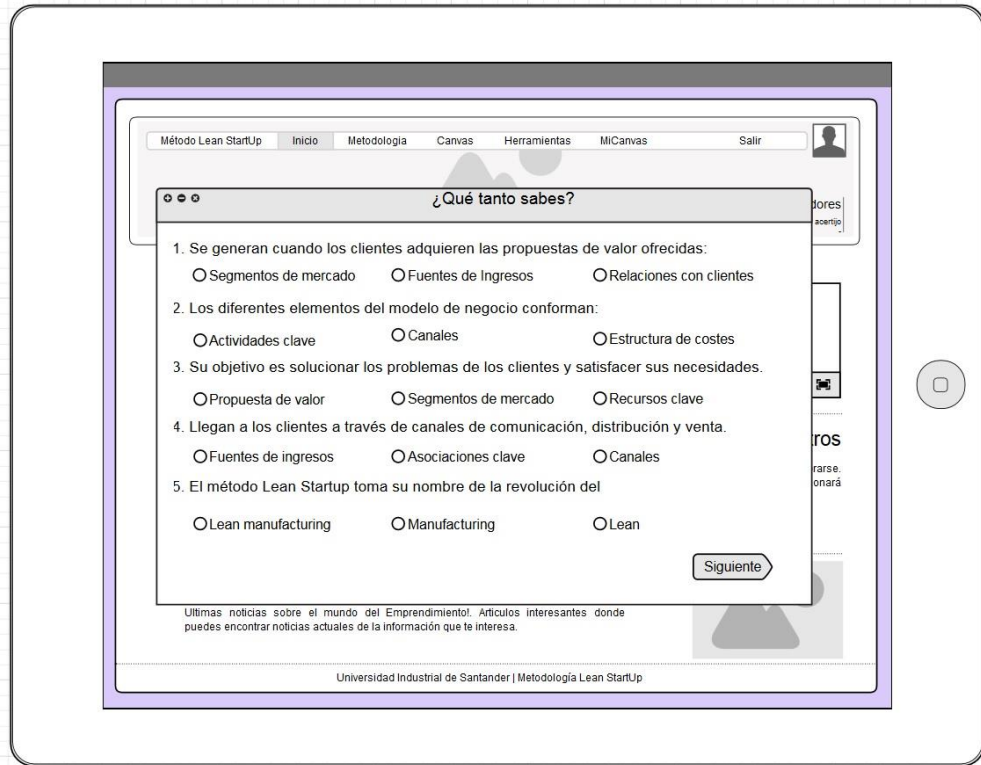 Método Lean StartUp Inicio Metodologia Canvas Herramientas MiCanvas Salir
¿Qué tanto sabes?
dores
acertijo
1. Se generan cuando los clientes adquieren las propuestas de valor ofrecidas:
Segmentos de mercado Fuentes de Ingresos Relaciones con clientes
2. Los diferentes elementos del modelo de negocio conforman:
Actividades clave Canales Estructura de costes
3. Su objetivo es solucionar los problemas de los clientes y satisfacer sus necesidades.
Propuesta de valor Segmentos de mercado Recursos clave
4. Llegan a los clientes a través de canales de comunicación, distribución y venta.
Fuentes de ingresos Asociaciones clave Canales
tros
rarse.
onará
5. El método Lean Startup toma su nombre de la revolución del
Lean manufacturing Manufacturing Lean
Siguiente
Ultimas noticias sobre el mundo del Emprendimiento!. Articulos interesantes donde
puedes encontrar noticias actuales de la información que te interesa.
Universidad Industrial de Santander | Metodología Lean StartUp